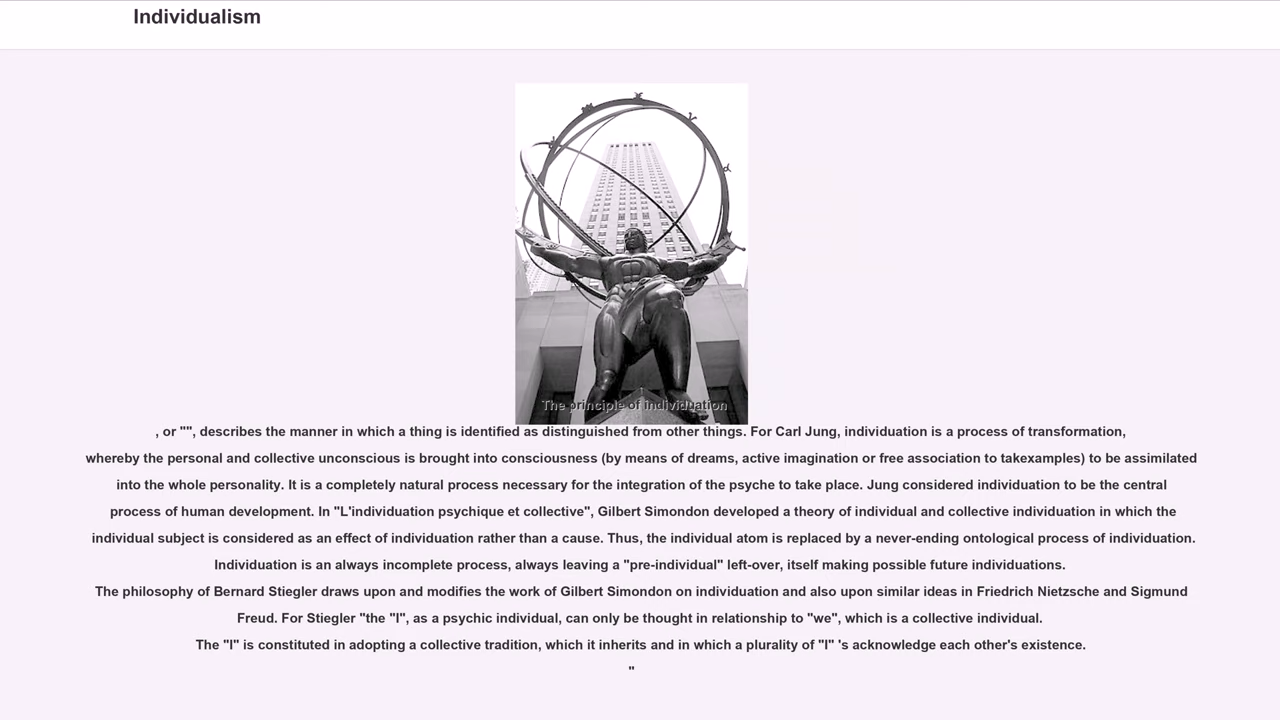 Individualism
The principle of individuation
, or "", describes the manner in which a thing is identified as distinguished from other things. For Carl Jung, individuation is a process of transformation,
whereby the personal and collective unconscious is brought into consciousness (by means of dreams, active imagination or free association to takexamples) to be assimilated
into the whole personality. It is a completely natural process necessary for the integration of the psyche to take place. Jung considered individuation to be the central
process of human development. In "L'individuation psychique et collective", Gilbert Simondon developed a theory of individual and collective individuation in which the
individual subject is considered as an effect of individuation rather than a cause. Thus, the individual atom is replaced by a never-ending ontological process of individuation.
Individuation is an always incomplete process, always leaving a "pre-individual" left-over, itself making possible future individuations.
The philosophy of Bernard Stiegler draws upon and modifies the work of Gilbert Simondon on individuation and also upon similar ideas in Friedrich Nietzsche and Sigmund
Freud. For Stiegler "the "I", as a psychic individual, can only be thought in relationship to "we", which is a collective individual.
The "I" is constituted in adopting a collective tradition, which it inherits and in which a plurality of "I" 's acknowledge each other's existence.
"